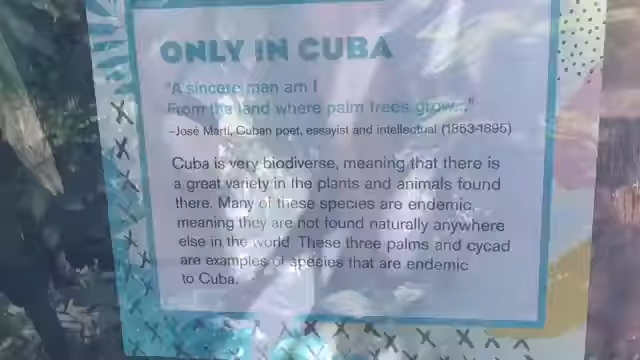 ONLY IN CUBA
"A sincere man am I
From the land where palm trees grow..."
–José Martí, Cuban poet, essayist and intellectual (1853-1895)
Cuba is very biodiverse, meaning that there is
a great variety in the plants and animals found
there. Many of these species are endemic,
meaning they are not found naturally anywhere
else in the world. These three palms and cycad
are examples of species that are endemic
to Cuba.